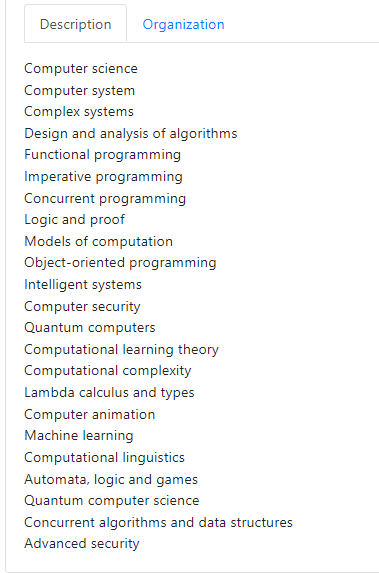 Description
Organization
Computer science
Computer system
Complex systems
Design and analysis of algorithms
Functional programming
Imperative programming
Concurrent programming
Logic and proof
Models of computation
Object-oriented programming
Intelligent systems
Computer security
Quantum computers
Computational learning theory
Computational complexity
Lambda calculus and types
Computer animation
Machine learning
Computational linguistics
Automata, logic and games
Quantum computer science
Concurrent algorithms and data structures
Advanced security